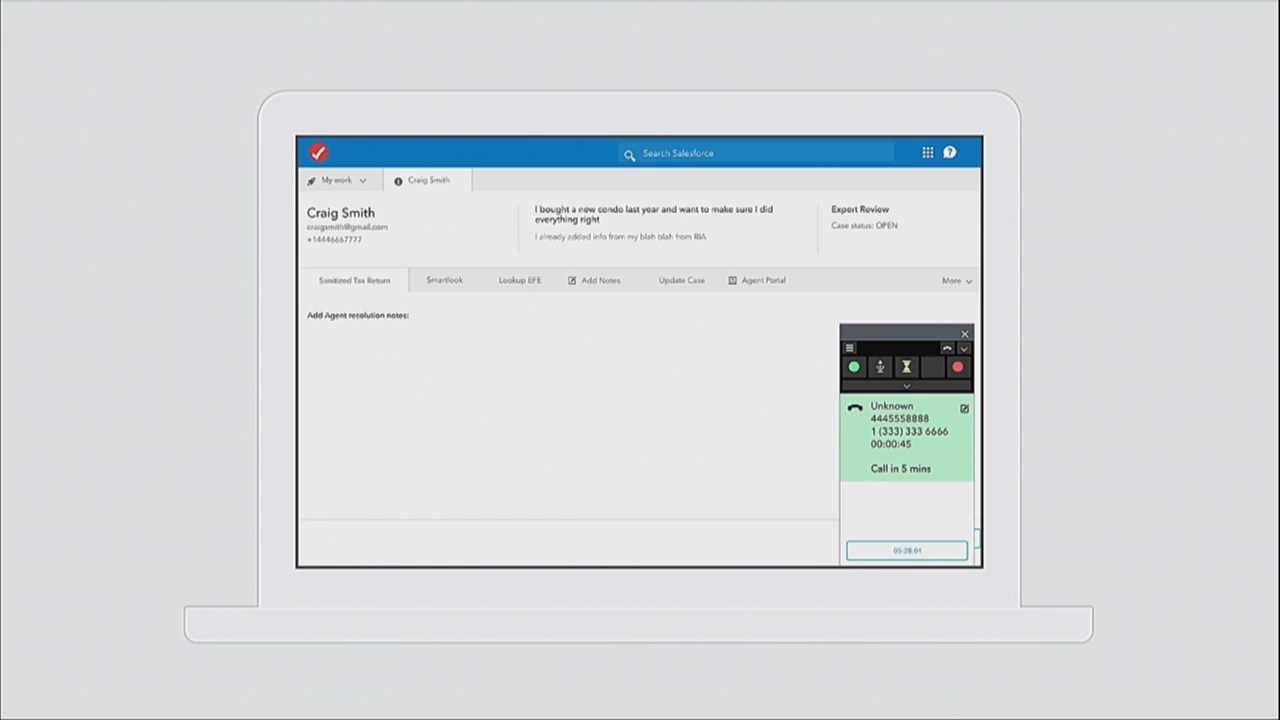 Search Salesforce
My work
Craig Smith
Craig Smith
craigsmith@gmail.com
+14446667777
I bought a new condo last year and want to make sure I did
everything right
I already added info from my blah blah from RIA
Expert Review
Case status: OPEN
Sanitized Tax Return
Smartlook
Lookup EFE
Add Notes
Update Case
Agent Portal
More
Add Agent resolution notes:
Unknown
4445558888
1 (333) 333 6666
00:00:45
Call in 5 mins
05:28:01